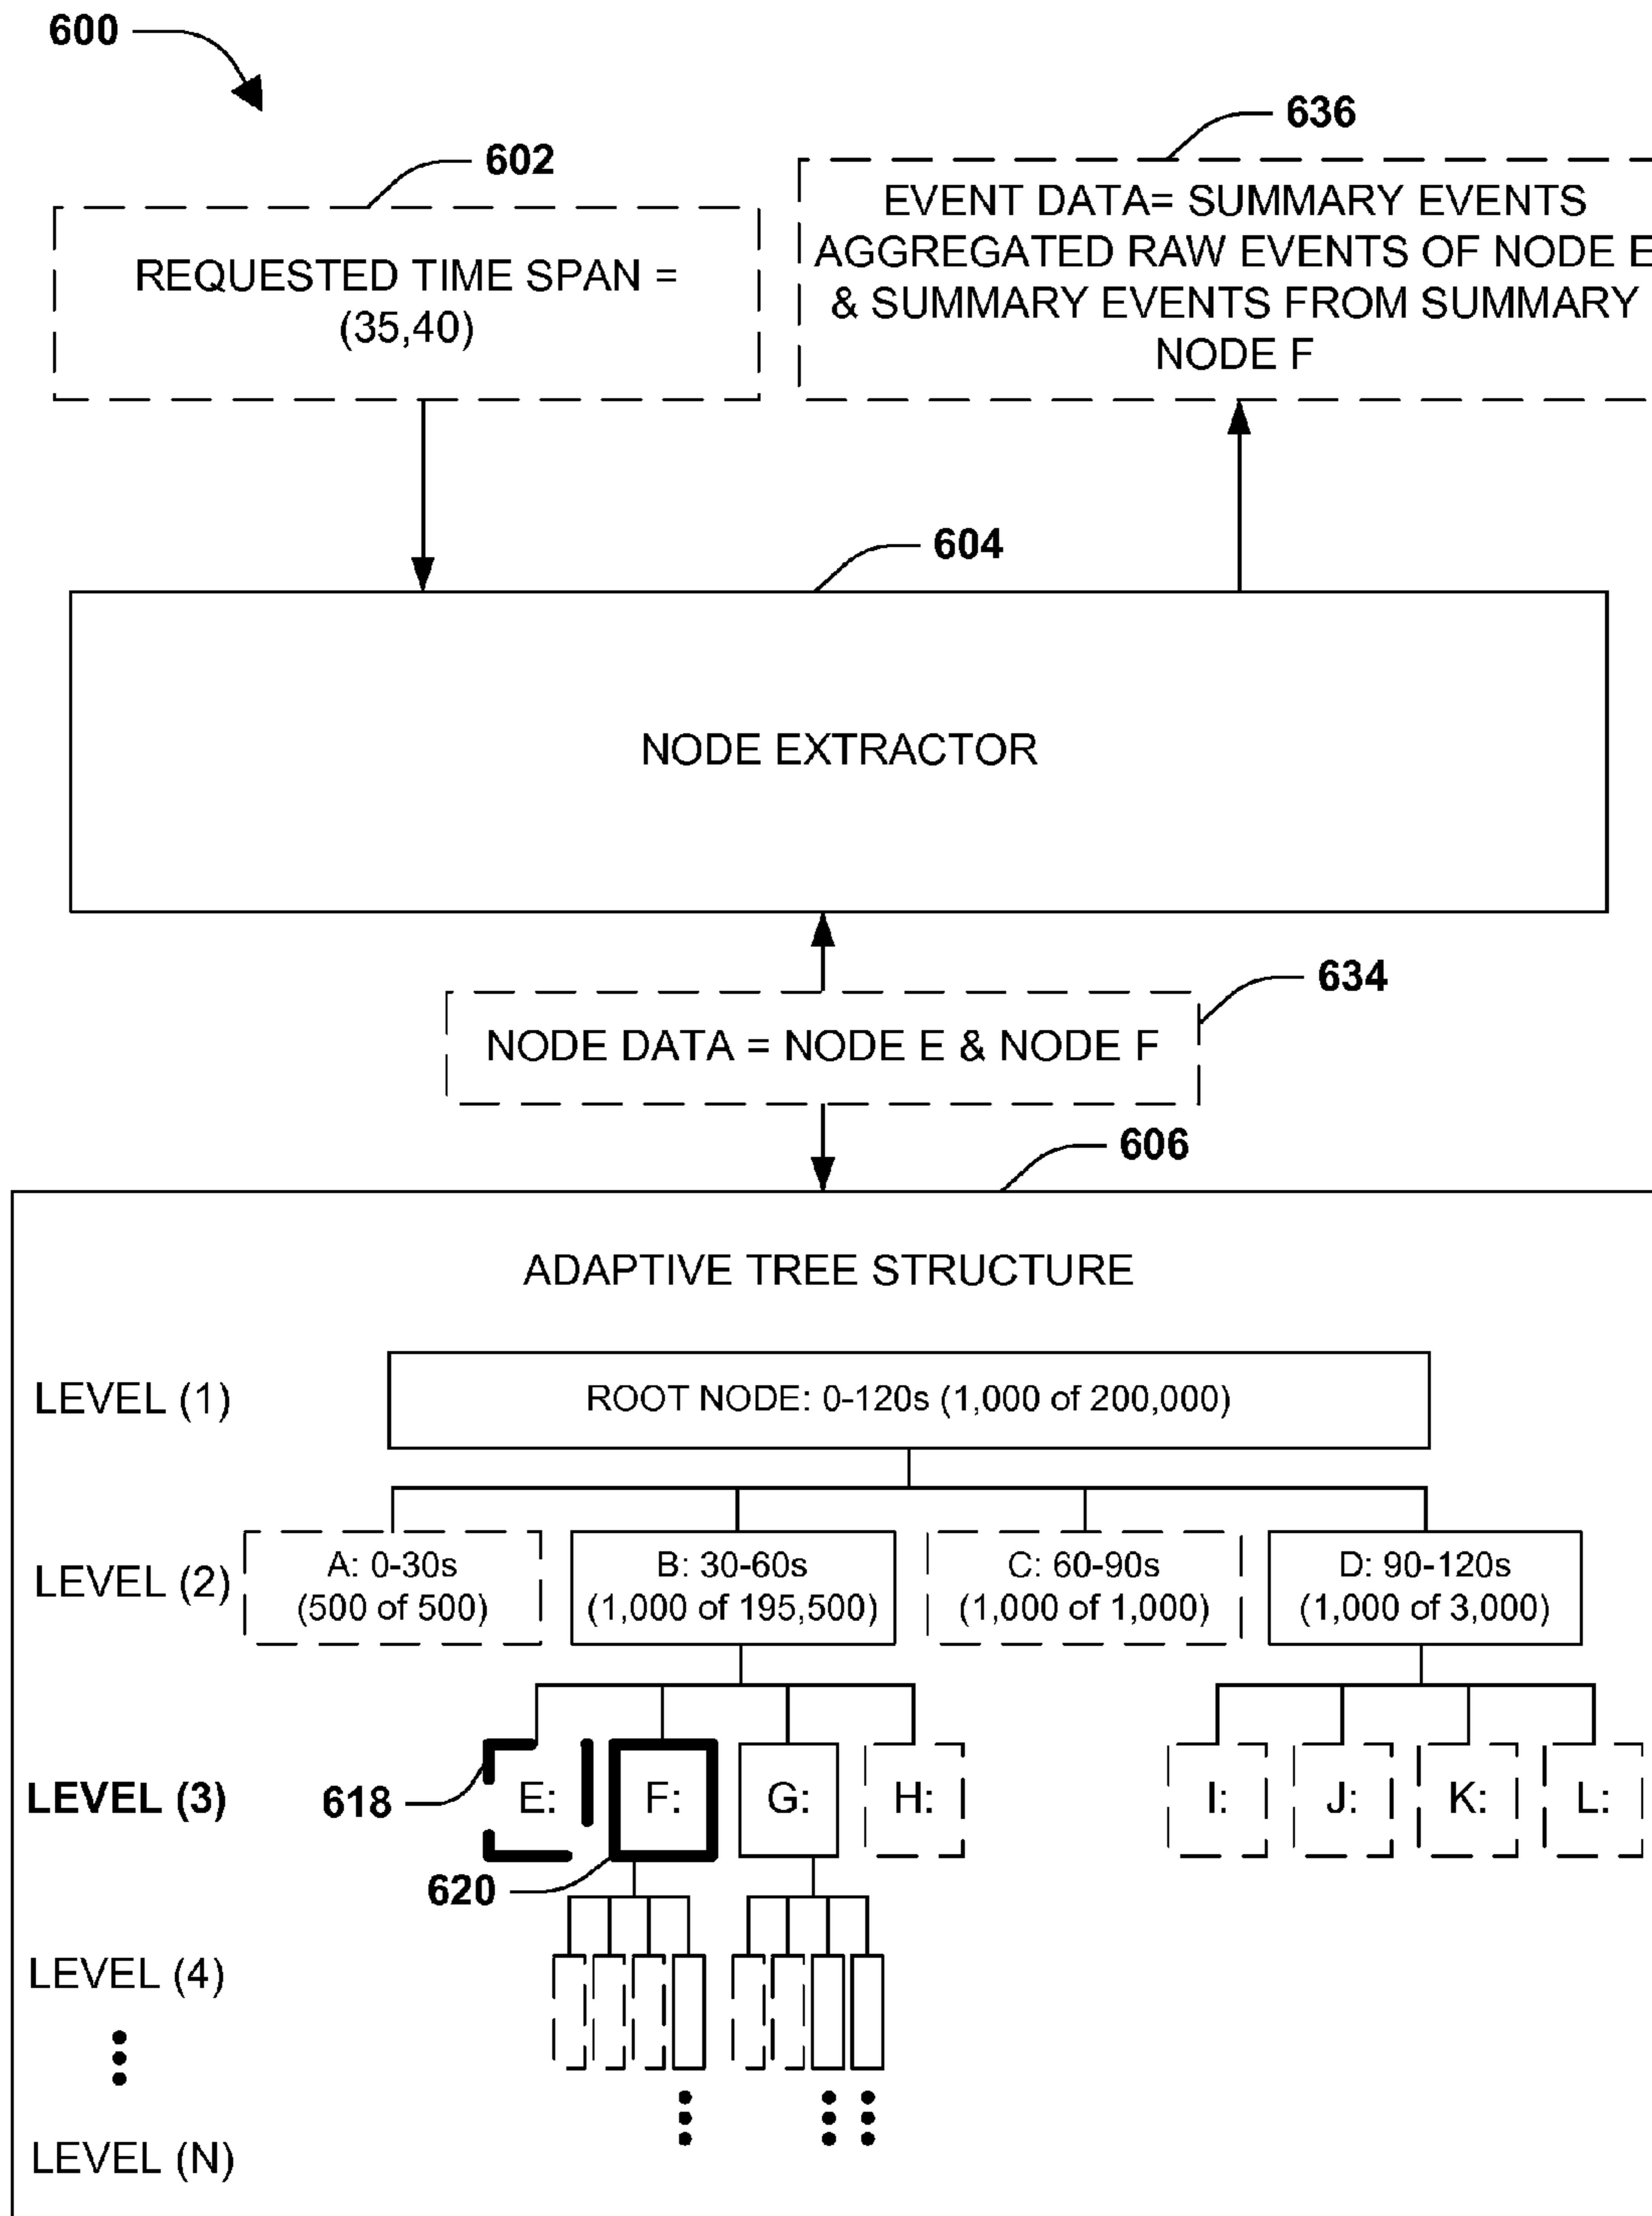 600
636
602
EVENT DATA= SUMMARY EVENTS
AGGREGATED RAW EVENTS OF NODE E
& SUMMARY EVENTS FROM SUMMARY
NODE F
REQUESTED TIME SPAN =
(35,40)
604
NODE EXTRACTOR
634
NODE DATA = NODE E & NODE F
606
ADAPTIVE TREE STRUCTURE
LEVEL (1)
ROOT NODE: 0-120s (1,000 of 200,000)
LEVEL (2)
A: 0-30s
(500 of 500)
B: 30-60s
(1,000 of 195,500)
C: 60-90s
(1,000 of 1,000)
D: 90-120s
(1,000 of 3,000)
LEVEL (3)
618
E:
F:
G:
H:
I:
J:
K:
L:
620
LEVEL (4)
LEVEL (N)